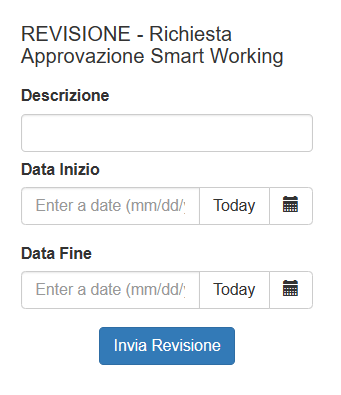 REVISIONE - Richiesta
Approvazione Smart Working
Descrizione
Data Inizio
Enter a date (mm/dd/y Today
Data Fine
Enter a date (mm/dd/y Today
Invia Revisione